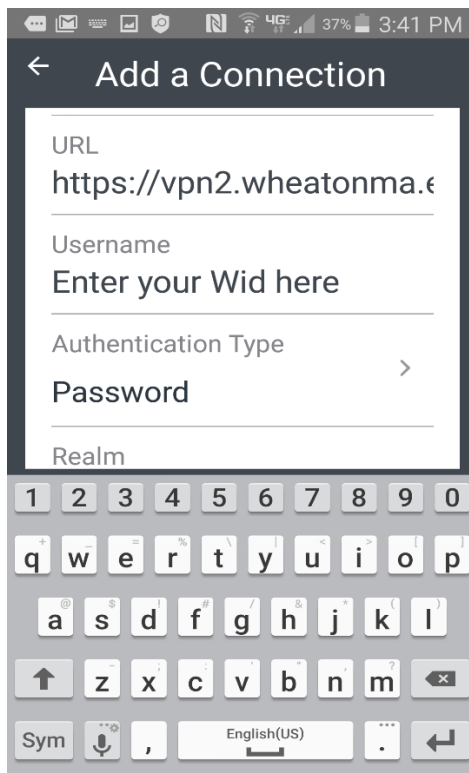 4G
37% 3:41 PM
Add a Connection
URL
https://vpn2.wheatonma.e
Username
Enter your Wid here
Authentication Type
Password
Realm
1 2 3 4 5 6 7 8 9 0
+ - = % \ | < > [ ]
q w e r t y u i o p
@ $ ! # / & * ( )
a s d f g h j k l
- ; : ' " , ?
z x c v b n m
Sym , English(US) .